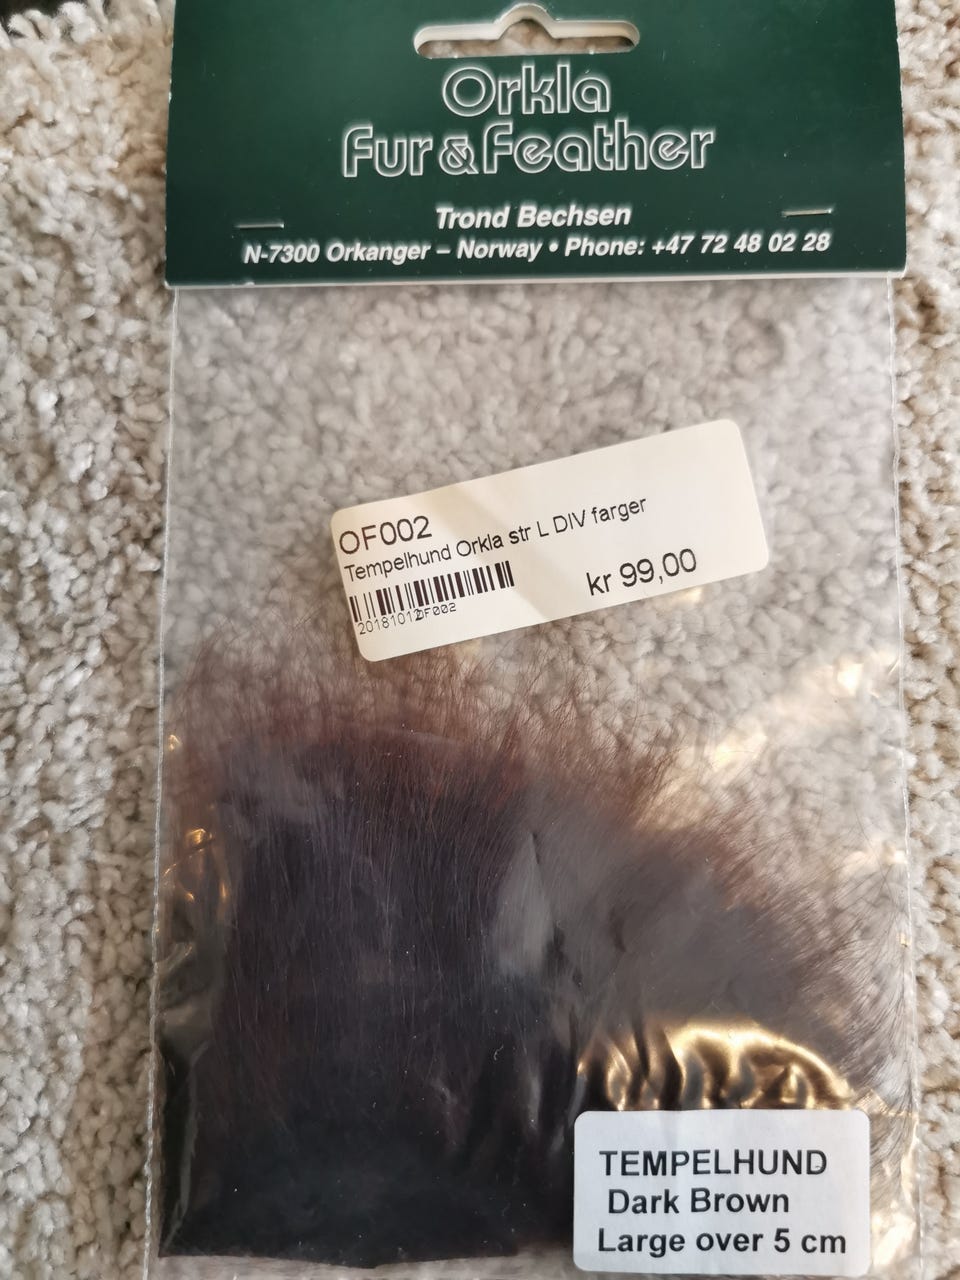 Orkla
Fur & Feather
Trond Bechsen
N-7300 Orkanger – Norway • Phone: +47 72 48 02 28
OF002
Tempelhund Orkla str L DIV farger
kr 99,00
TEMPELHUND
Dark Brown
Large over 5 cm